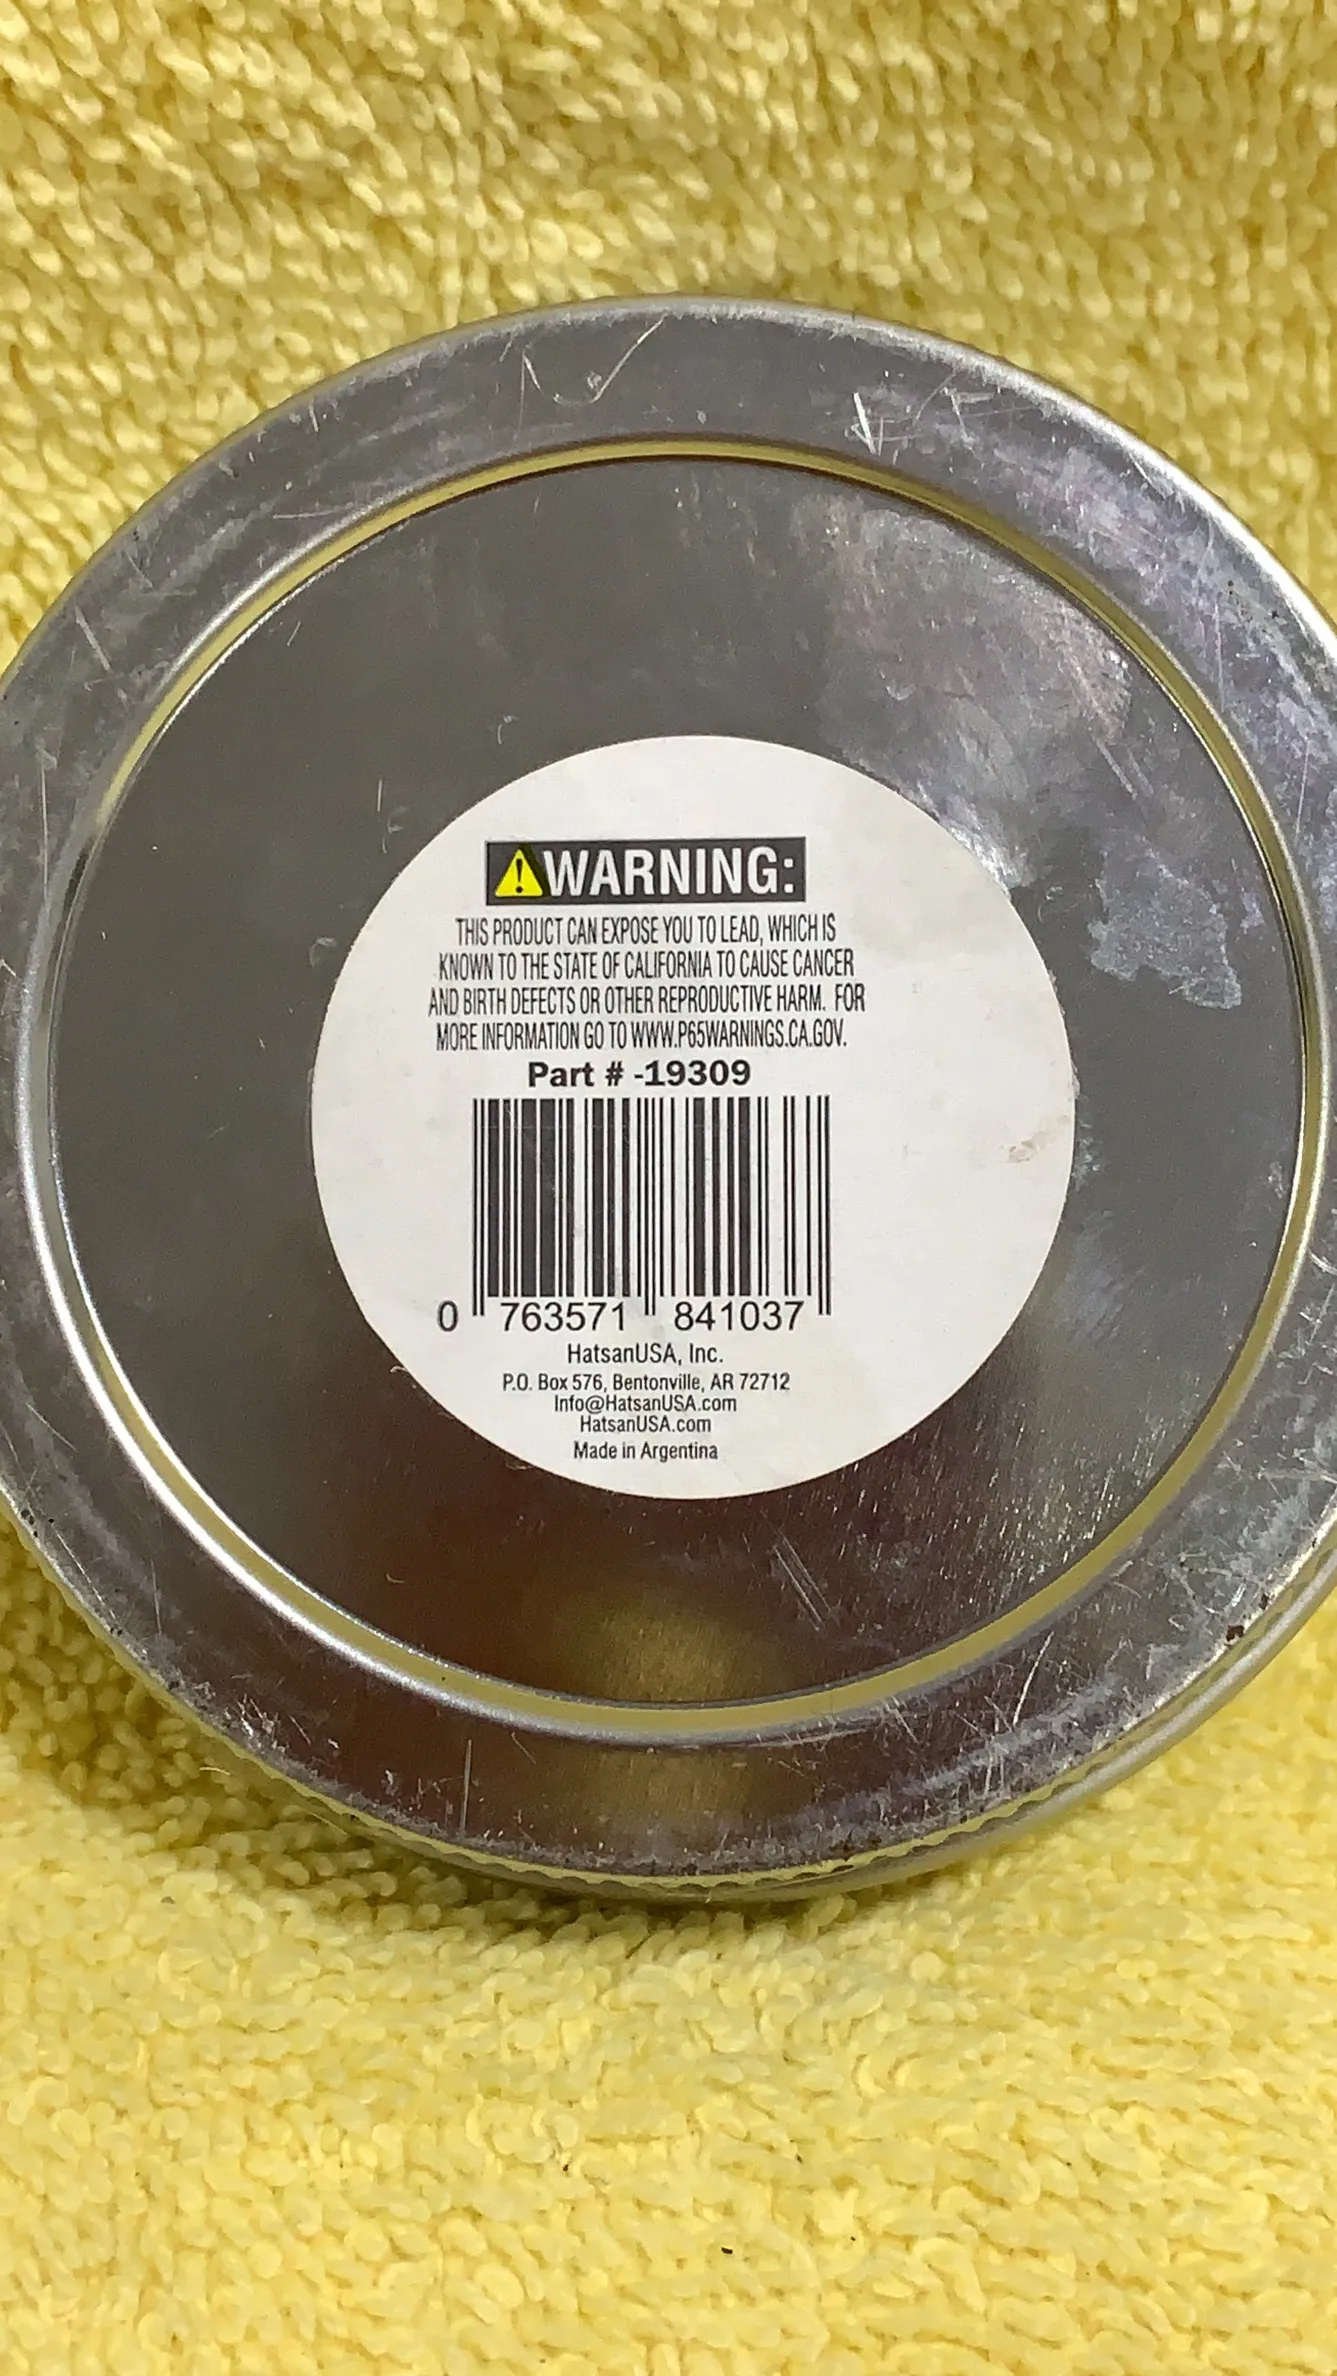 WARNING:
THIS PRODUCT CAN EXPOSE YOU TO LEAD, WHICH IS
KNOWN TO THE STATE OF CALIFORNIA TO CAUSE CANCER
AND BIRTH DEFECTS OR OTHER REPRODUCTIVE HARM. FOR
MORE INFORMATION GO TO WWW.P65WARNINGS.CA.GOV.
Part # -19309
0 763571 841037
HatsanUSA, Inc.
P.O. Box 576, Bentonville, AR 72712
Info@HatsanUSA.com
HatsanUSA.com
Made in Argentina